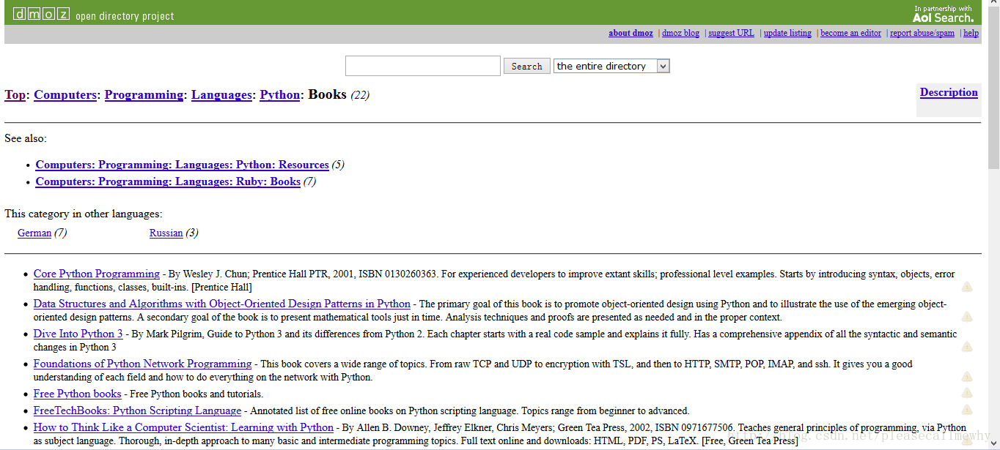 dmoz open directory project
In partnership with
Aol Search.
about dmoz | dmoz blog | suggest URL | update listing | become an editor | report abuse/spam | help
Search the entire directory
Top: Computers: Programming: Languages: Python: Books (22)
Description
See also:
• Computers: Programming: Languages: Python: Resources (5)
• Computers: Programming: Languages: Ruby: Books (7)
This category in other languages:
German (7) Russian (3)
• Core Python Programming - By Wesley J. Chun; Prentice Hall PTR, 2001, ISBN 0130260363. For experienced developers to improve extant skills; professional level examples. Starts by introducing syntax, objects, error
handling, functions, classes, built-ins. [Prentice Hall]
• Data Structures and Algorithms with Object-Oriented Design Patterns in Python - The primary goal of this book is to promote object-oriented design using Python and to illustrate the use of the emerging object-
oriented design patterns. A secondary goal of the book is to present mathematical tools just in time. Analysis techniques and proofs are presented as needed and in the proper context.
• Dive Into Python 3 - By Mark Pilgrim, Guide to Python 3 and its differences from Python 2. Each chapter starts with a real code sample and explains it fully. Has a comprehensive appendix of all the syntactic and semantic
changes in Python 3
• Foundations of Python Network Programming - This book covers a wide range of topics. From raw TCP and UDP to encryption with TSL, and then to HTTP, SMTP, POP, IMAP, and ssh. It gives you a good
understanding of each field and how to do everything on the network with Python.
• Free Python books - Free Python books and tutorials.
• FreeTechBooks: Python Scripting Language - Annotated list of free online books on Python scripting language. Topics range from beginner to advanced.
• How to Think Like a Computer Scientist: Learning with Python - By Allen B. Downey, Jeffrey Elkner, Chris Meyers; Green Tea Press, 2002, ISBN 0971677506. Teaches general principles of programming, via Python
as subject language. Thorough, in-depth approach to many basic and intermediate programming topics. Full text online and downloads: HTML, PDF, PS, LaTeX. [Free, Green Tea Press]
http://blog.csdn.net/pleasecallmewhy